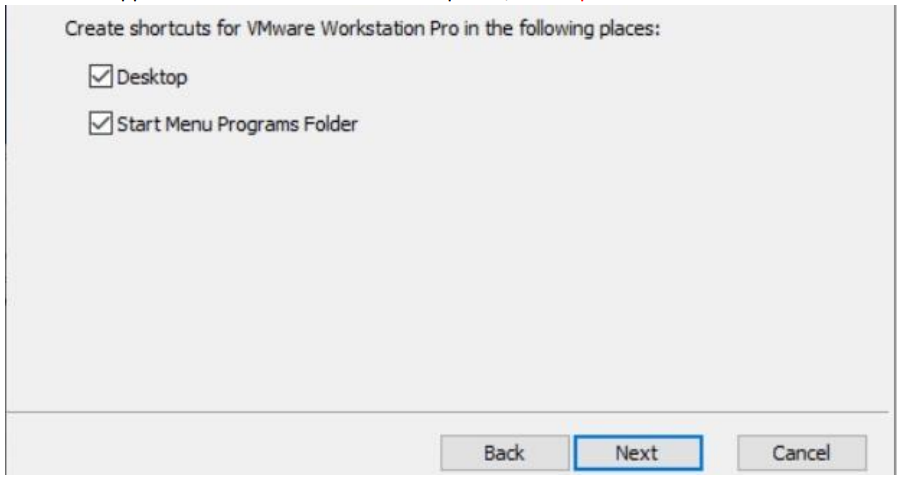 Create shortcuts for VMware Workstation Pro in the following places:
Desktop
Start Menu Programs Folder
Back Next Cancel